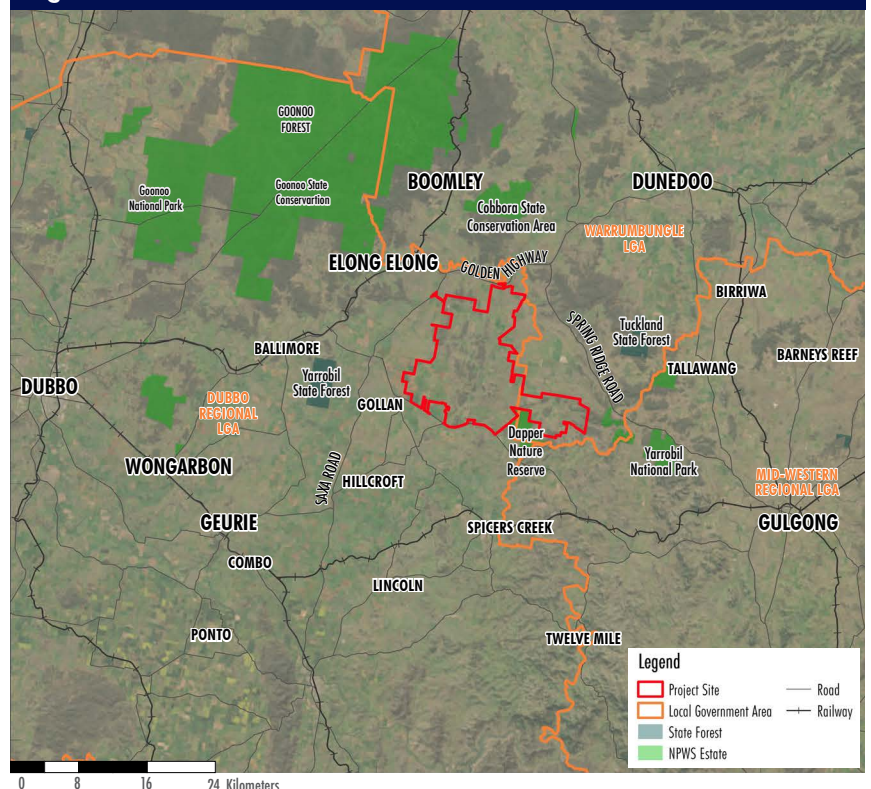 GOONOO
FOREST
Goonoo
National Park
Goonoo State
Conservartion
BOOMLEY
DUNEDOO
Cobbora State
Conservation Area
WARRUMBUNGLE
LGA
ELONG ELONG
GOLDEN HIGHWAY
BIRRIWA
SPRING RIDGE ROAD
Tuckland
State Forest
BALLIMORE
TALLAWANG
BARNEYS REEF
Yarrobil
State Forest
DUBBO
DUBBO
REGIONAL
LGA
GOLLAN
Dapper
Nature
Reserve
Yarrobil
National Park
WONGARBON
SAXA ROAD
HILLCROFT
MID-WESTERN
REGIONAL LGA
GEURIE
SPICERS CREEK
GULGONG
COMBO
LINCOLN
PONTO
TWELVE MILE
Legend
Project Site
Local Government Area
State Forest
NPWS Estate
Road
Railway
0 8 16 24 Kilometers